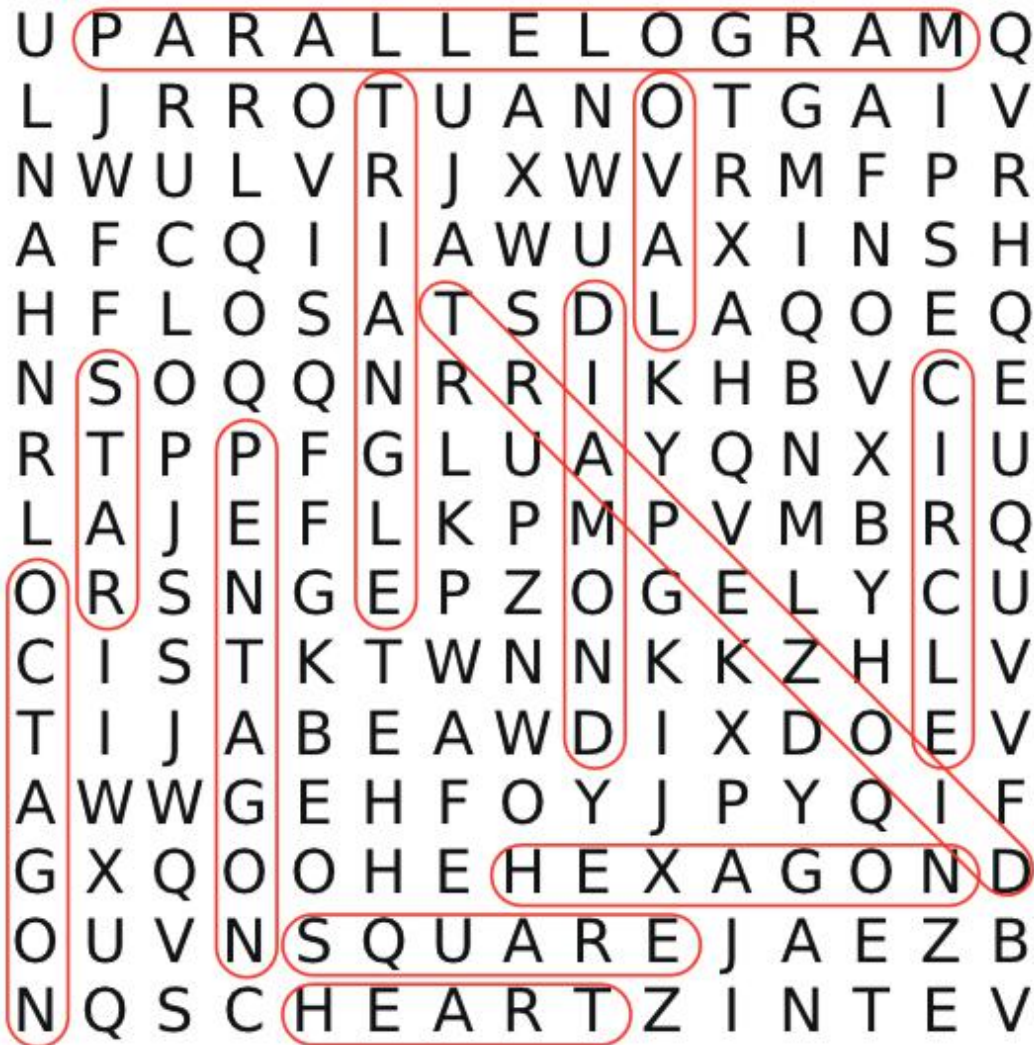 U P A R A L L E L O G R A M Q
L J R R O T U A N O T G A I V
N W U L V R J X W V R M F P R
A F C Q I I A W U A X I N S H
H F L O S A T S D L A Q O E Q
N S O Q Q N R R I K H B V C E
R T P P F G L U A Y Q N X I U
L A J E F L K P M P V M B R Q
O R S N G E P Z O G E L Y C U
C I S T K T W N N K K Z H L V
T I J A B E A W D I X D O E V
A W W G E H F O Y J P Y Q I F
G X Q O O H E H E X A G O N D
O U V N S Q U A R E J A E Z B
N Q S C H E A R T Z I N T E V